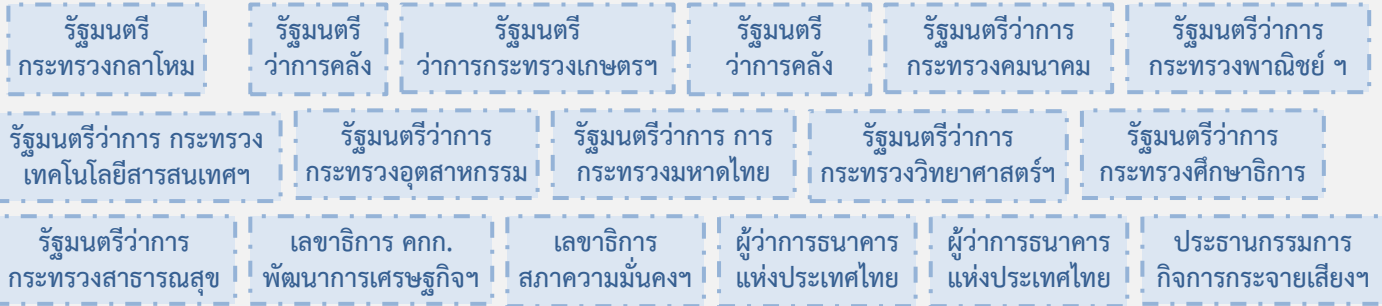 รัฐมนตรี
กระทรวงกลาโหม
รัฐมนตรี
ว่าการคลัง
รัฐมนตรี
ว่าการกระทรวงเกษตรฯ
รัฐมนตรี
ว่าการคลัง
รัฐมนตรีว่าการ
กระทรวงคมนาคม
รัฐมนตรีว่าการ
กระทรวงพาณิชย์ ฯ
รัฐมนตรีว่าการ กระทรวง
เทคโนโลยีสารสนเทศฯ
รัฐมนตรีว่าการ
กระทรวงอุตสาหกรรม
รัฐมนตรีว่าการ การ
กระทรวงมหาดไทย
รัฐมนตรีว่าการ
กระทรวงวิทยาศาสตร์ฯ
รัฐมนตรีว่าการ
กระทรวงศึกษาธิการ
รัฐมนตรีว่าการ
กระทรวงสาธารณสุข
เลขาธิการ คกก.
พัฒนาการเศรษฐกิจฯ
เลขาธิการ
สภาความมั่นคงฯ
ผู้ว่าการธนาคาร
แห่งประเทศไทย
ผู้ว่าการธนาคาร
แห่งประเทศไทย
ประธานกรรมการ
กิจการกระจายเสียงฯ